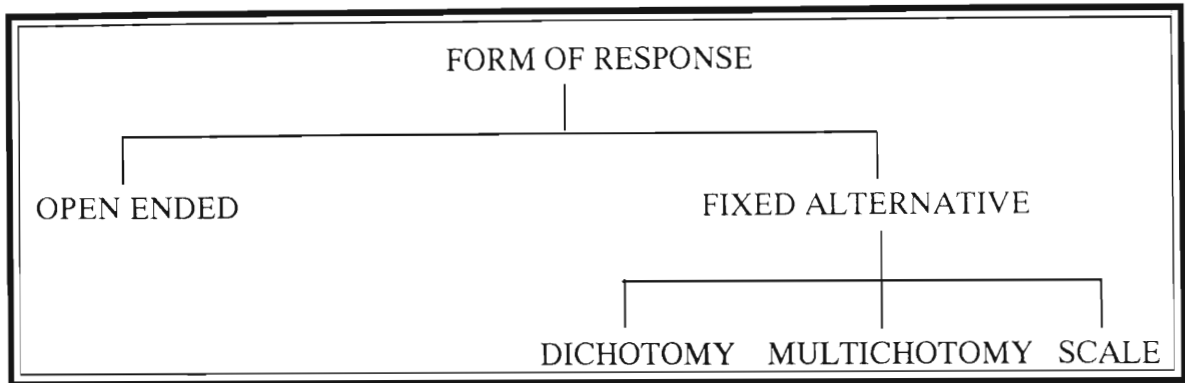 FORM OF RESPONSE
OPEN ENDED
FIXED ALTERNATIVE
DICHOTOMY MULTICHOTOMY SCALE